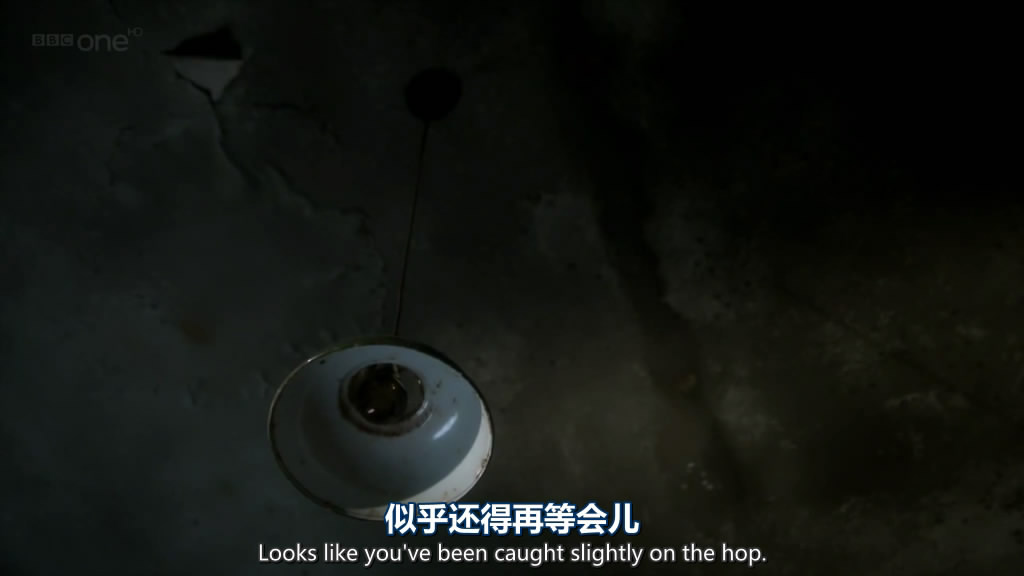 BBC one HD
似乎还得再等会儿
Looks like you've been caught slightly on the hop.